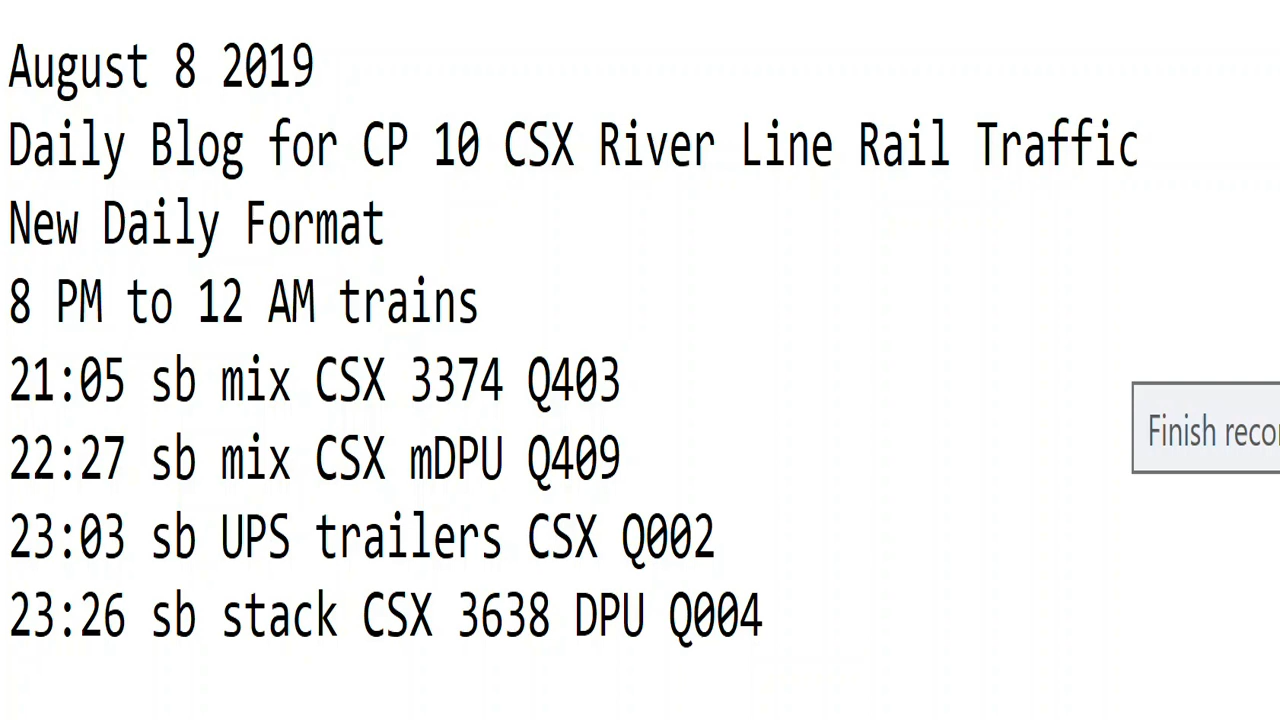 August 8 2019
Daily Blog for CP 10 CSX River Line Rail Traffic
New Daily Format
8 PM to 12 AM trains
21:05 sb mix CSX 3374 Q403
22:27 sb mix CSX mDPU Q409
23:03 sb UPS trailers CSX Q002
23:26 sb stack CSX 3638 DPU Q004
Finish